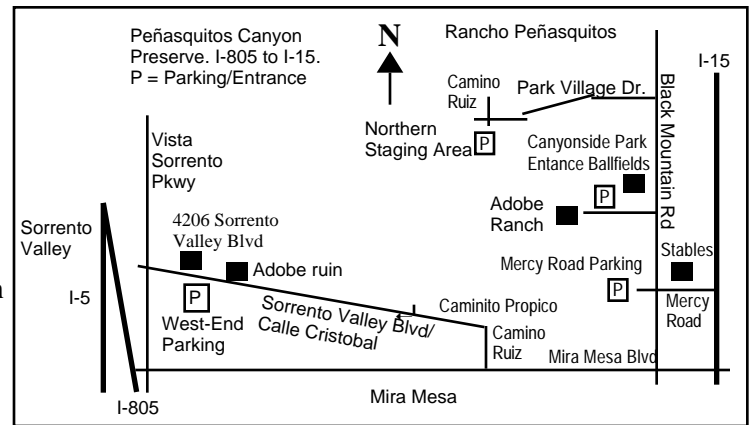 Peñasquitos Canyon
Preserve. I-805 to I-15.
P = Parking/Entrance
N
Rancho Peñasquitos
I-15
Camino
Ruiz
Park Village Dr.
Black Mountain Rd
Northern
Staging Area
P
Canyonside Park
Entance Ballfields
P
Vista
Sorrento
Pkwy
Adobe
Ranch
Sorrento
Valley
4206 Sorrento
Valley Blvd
Adobe ruin
Mercy Road Parking
P
Stables
Mercy
Road
I-5
P
West-End
Parking
Sorrento Valley Blvd/
Calle Cristobal
Caminito Propico
Camino
Ruiz
Mira Mesa Blvd
Mira Mesa
I-805